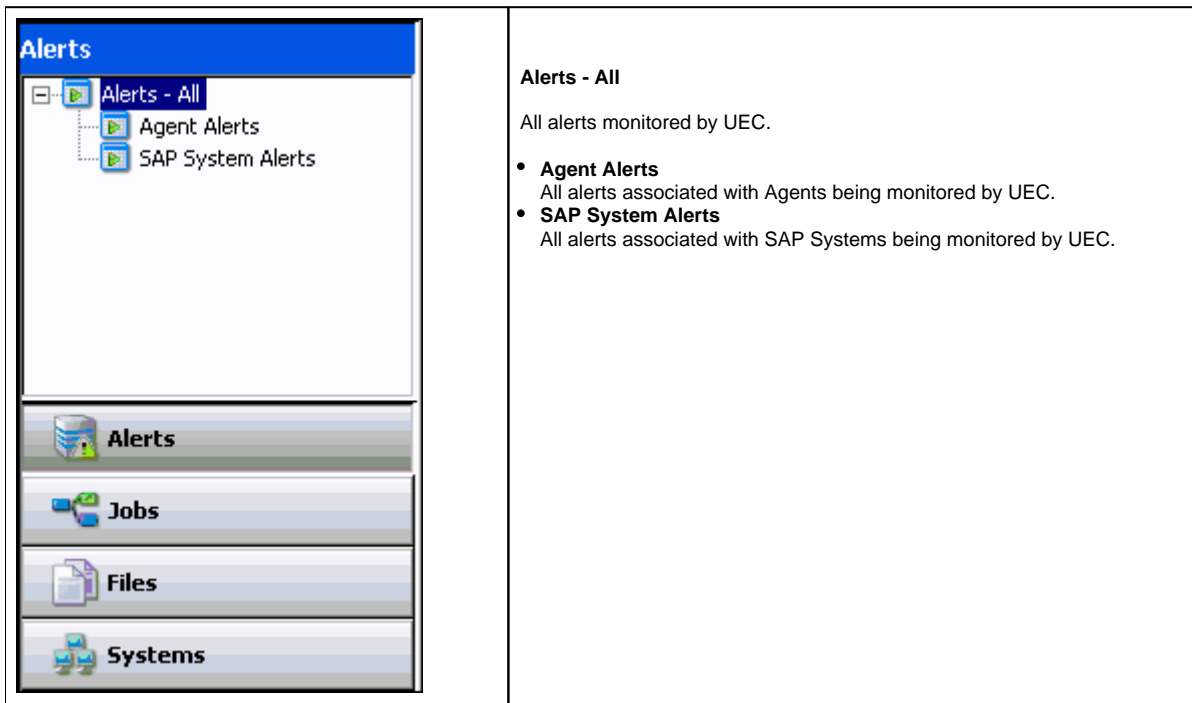 Alerts
Alerts - All
Agent Alerts
SAP System Alerts
Alerts
Jobs
Files
Systems
Alerts - All
All alerts monitored by UEC.
• Agent Alerts
All alerts associated with Agents being monitored by UEC.
• SAP System Alerts
All alerts associated with SAP Systems being monitored by UEC.